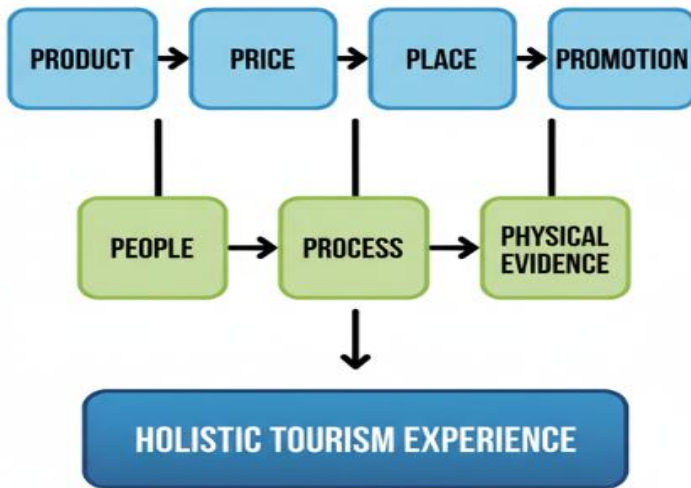 PRODUCT
PRICE
PLACE
PROMOTION
PEOPLE
PROCESS
PHYSICAL
EVIDENCE
HOLISTIC TOURISM EXPERIENCE